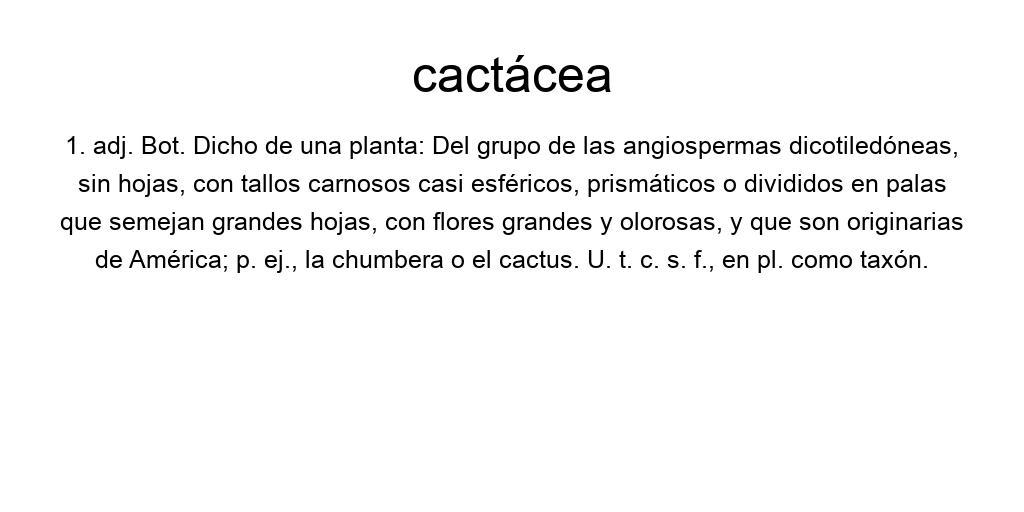 cactácea
1. adj. Bot. Dicho de una planta: Del grupo de las angiospermas dicotiledóneas,
sin hojas, con tallos carnosos casi esféricos, prismáticos o divididos en palas
que semejan grandes hojas, con flores grandes y olorosas, y que son originarias
de América; p. ej., la chumbera o el cactus. U. t. c. s. f., en pl. como taxón.